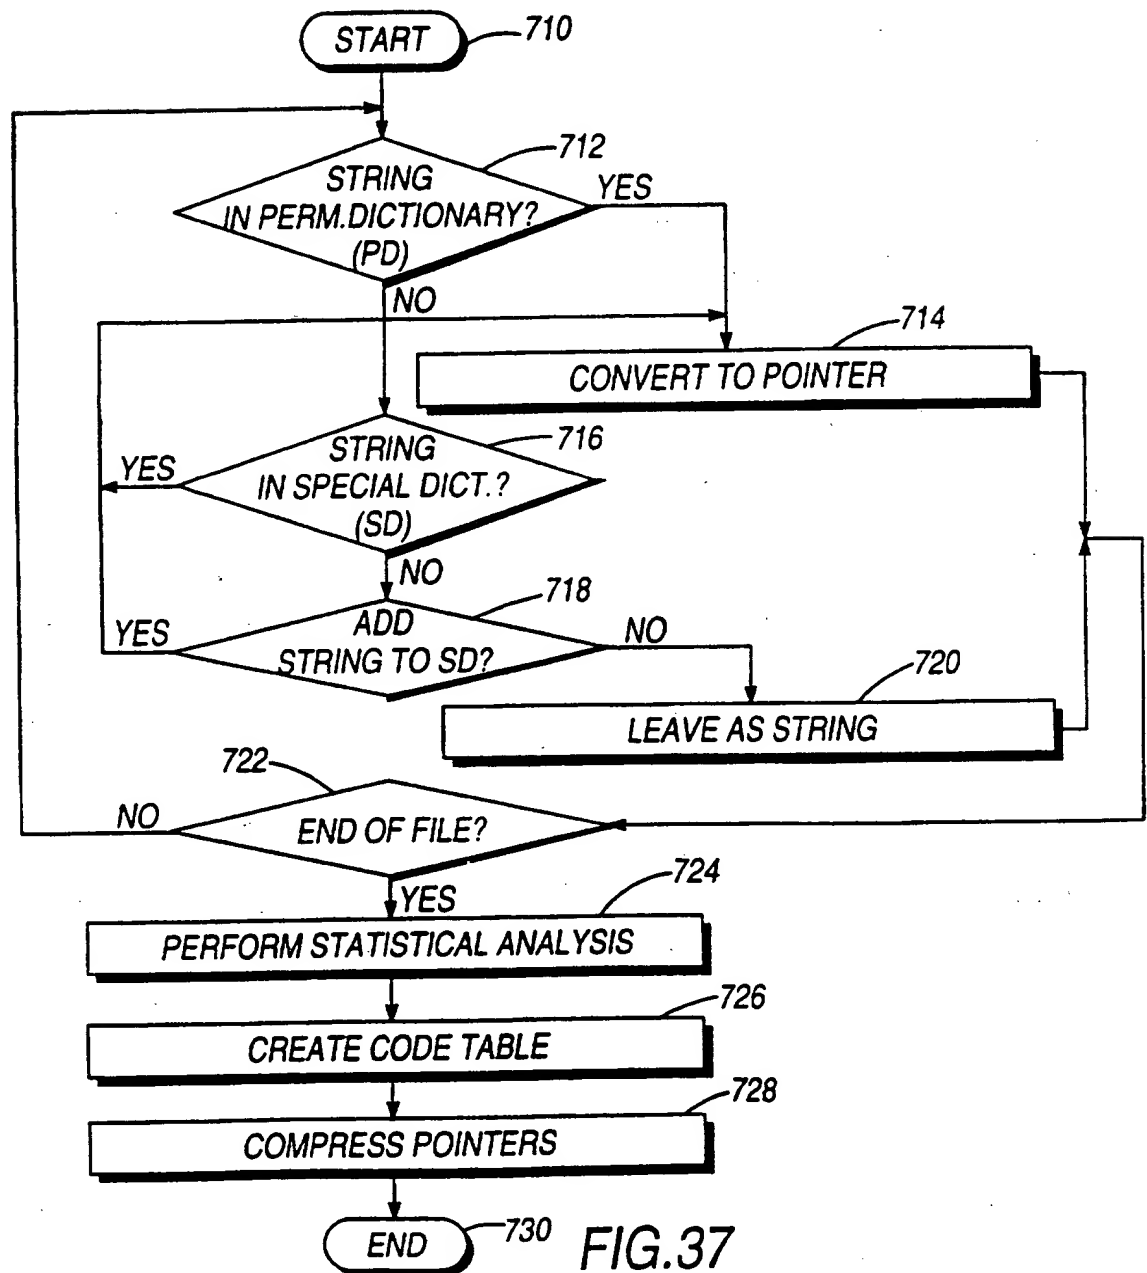 START
710
712
STRING
IN PERM.DICTIONARY?
(PD)
YES
NO
714
CONVERT TO POINTER
716
STRING
IN SPECIAL DICT.?
(SD)
YES
NO
718
ADD
STRING TO SD?
YES
NO
720
LEAVE AS STRING
722
END OF FILE?
NO
YES
724
PERFORM STATISTICAL ANALYSIS
726
CREATE CODE TABLE
728
COMPRESS POINTERS
END
730
FIG.37